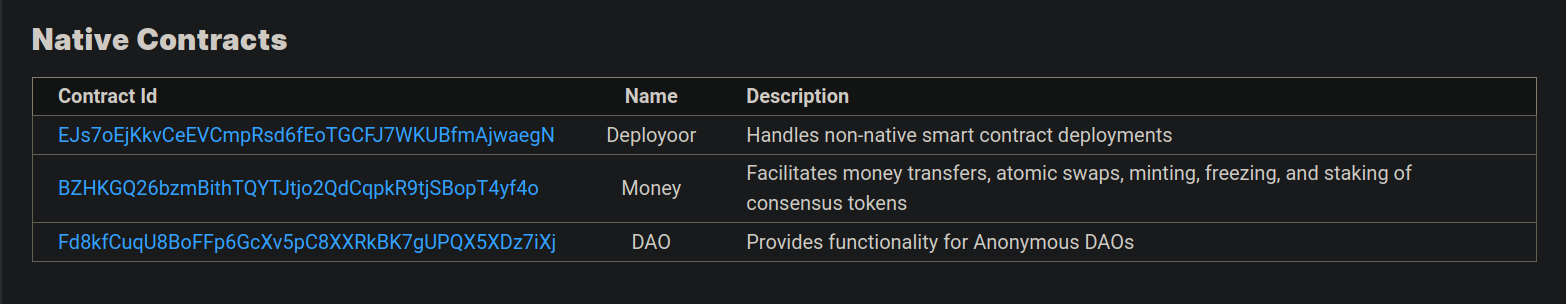 Native Contracts
Contract Id Name Description
EJs7oEjKkvCeEVCmpRsd6fEoTGCFJ7WKUBfmAjwaegN Deployoor Handles non-native smart contract deployments
BZHKGQ26bzmBithTQYTJtjo2QdCqpkR9tjSBopT4yf4o Money Facilitates money transfers, atomic swaps, minting, freezing, and staking of
consensus tokens
Fd8kfCuqU8BoFFp6GcXv5pC8XXRkBK7gUPQX5XDz7iXj DAO Provides functionality for Anonymous DAOs